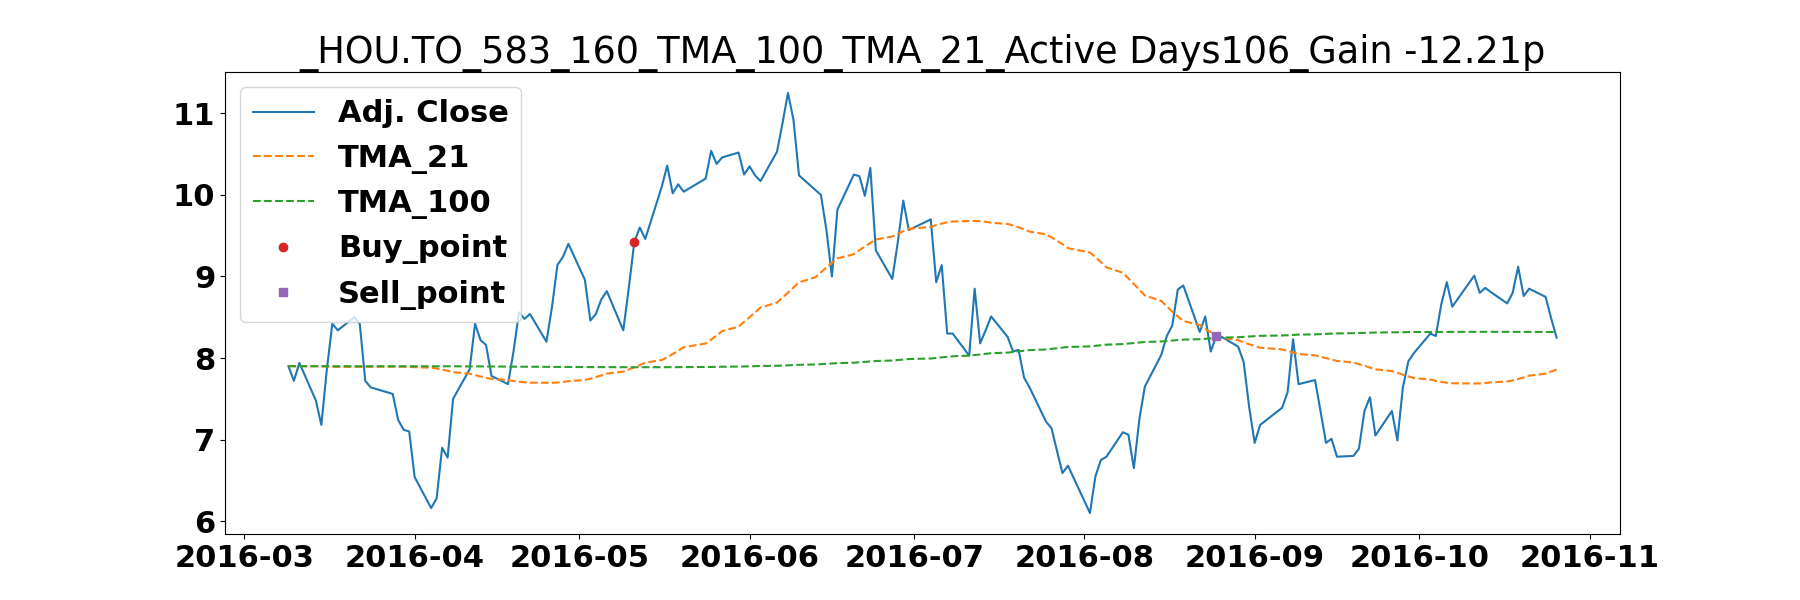 _HOU.TO_583_160_TMA_100_TMA_21_Active Days106_Gain -12.21p
Adj. Close
TMA_21
TMA_100
Buy_point
Sell_point
11
10
9
8
7
6
2016-03 2016-04 2016-05 2016-06 2016-07 2016-08 2016-09 2016-10 2016-11